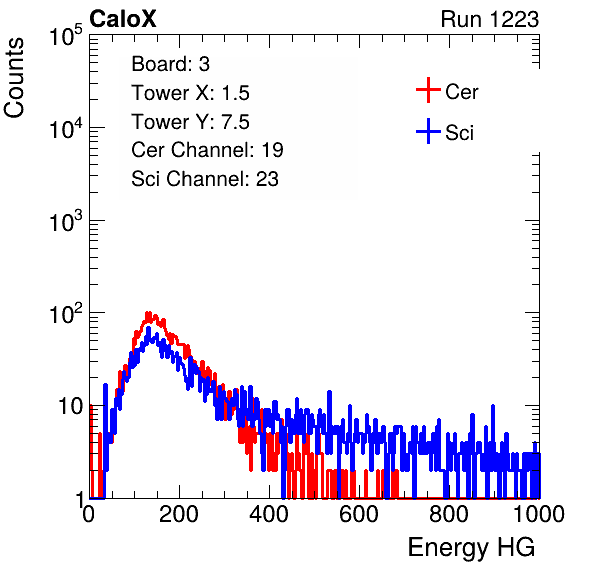 CaloX Run 1223
Counts
10^5
10^4
10^3
10^2
10
1
Board: 3
Tower X: 1.5
Tower Y: 7.5
Cer Channel: 19
Sci Channel: 23
Cer
Sci
0 200 400 600 800 1000
Energy HG